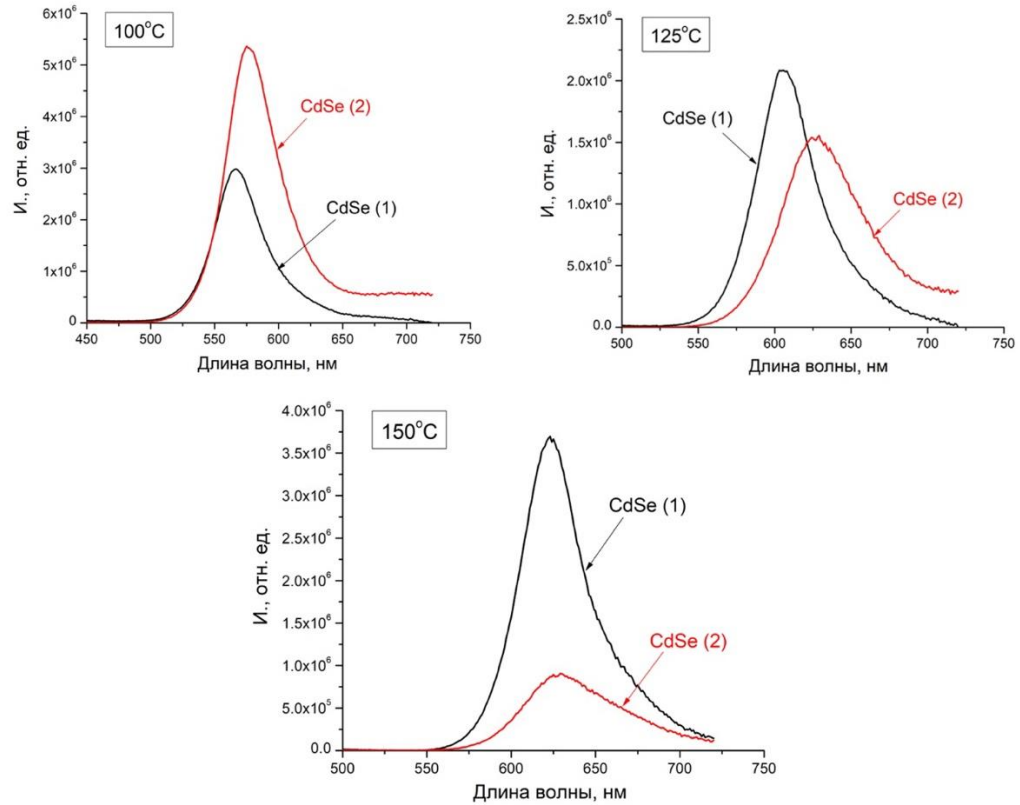 100°C
И., отн. ед.
6x10⁶
5x10⁶
4x10⁶
3x10⁶
2x10⁶
1x10⁶
0
CdSe (2)
CdSe (1)
450 500 550 600 650 700 750
Длина волны, нм
125°C
И., отн. ед.
2.5x10⁶
2.0x10⁶
1.5x10⁶
1.0x10⁶
5.0x10⁵
0.0
CdSe (1)
CdSe (2)
500 550 600 650 700 750
Длина волны, нм
150°C
И., отн. ед.
4.0x10⁶
3.5x10⁶
3.0x10⁶
2.5x10⁶
2.0x10⁶
1.5x10⁶
1.0x10⁶
5.0x10⁵
0.0
CdSe (1)
CdSe (2)
500 550 600 650 700 750
Длина волны, нм